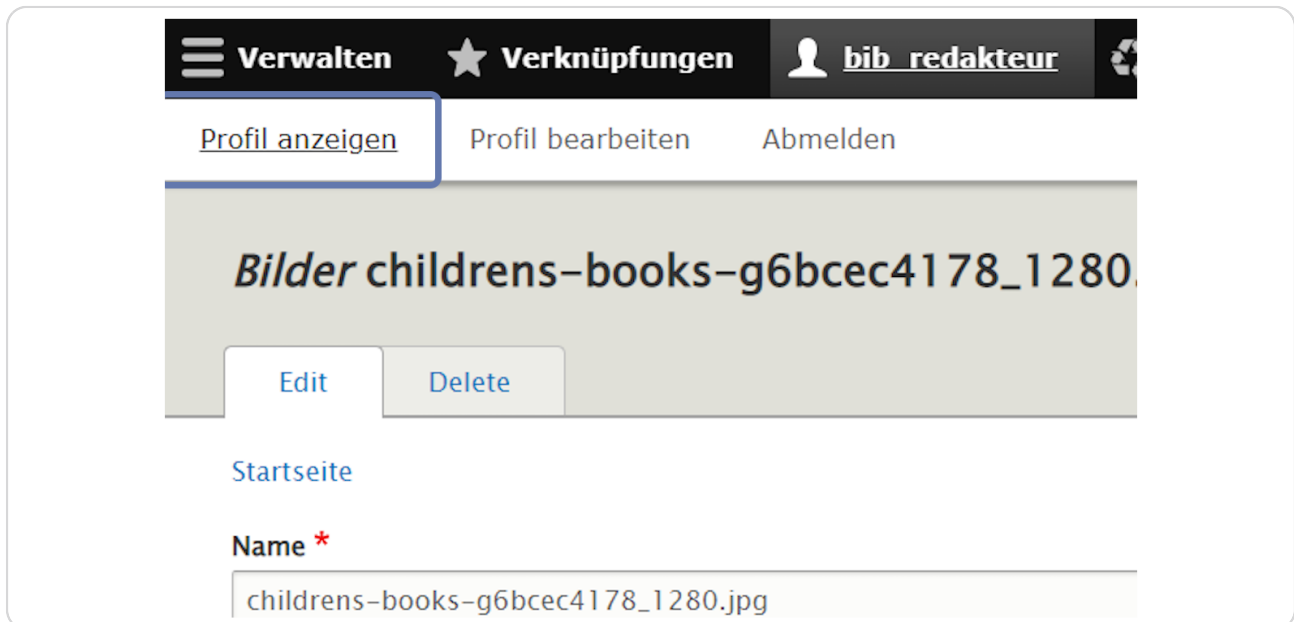 Verwalten Verknüpfungen bib_redakteur
Profil anzeigen Profil bearbeiten Abmelden
Bilder childrens-books-g6bcec4178_1280.
Edit Delete
Startseite
Name *
childrens-books-g6bcec4178_1280.jpg